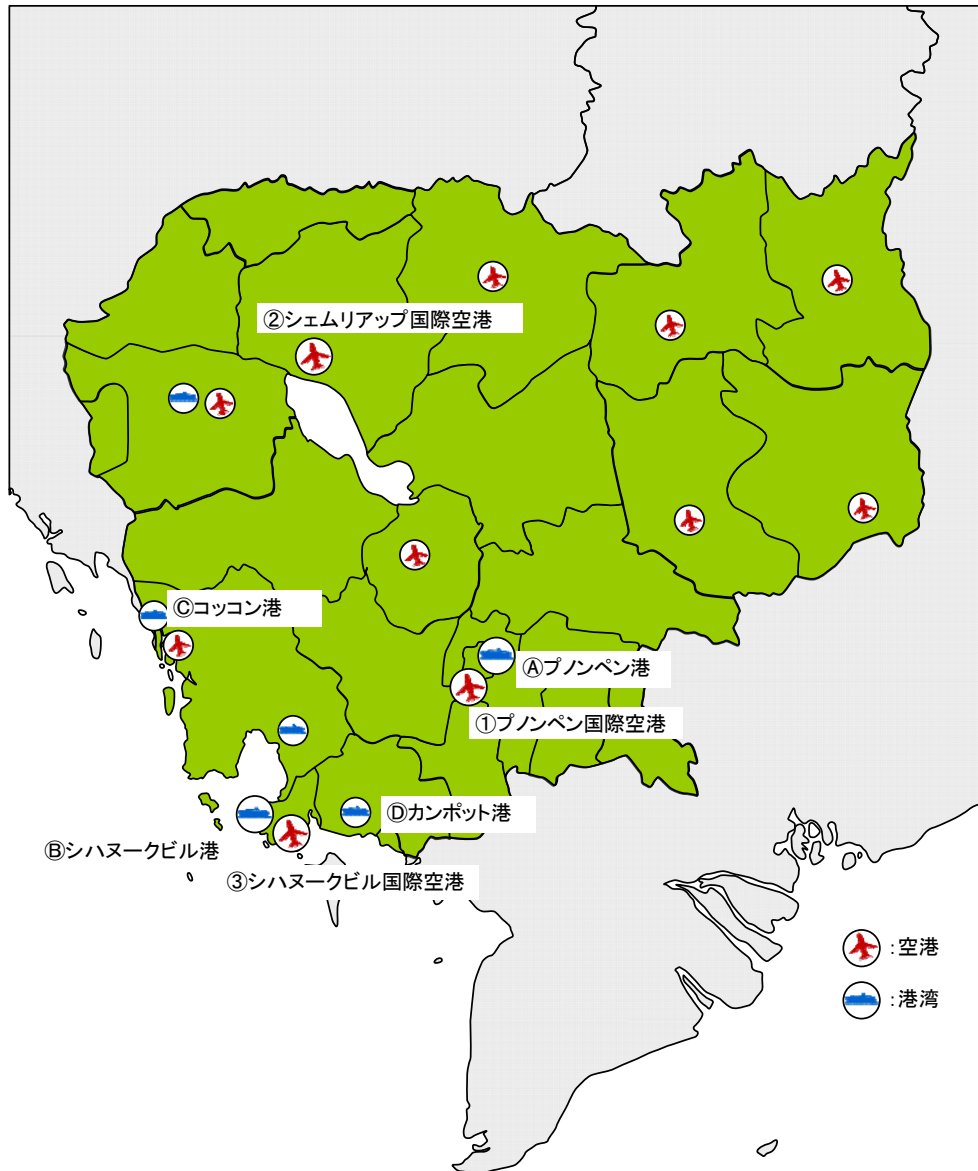 ②シェムリアップ国際空港
Ⓒコッコン港
Ⓐプノンペン港
①プノンペン国際空港
Ⓓカンポット港
Ⓑシハヌークビル港
③シハヌークビル国際空港
:空港
:港湾